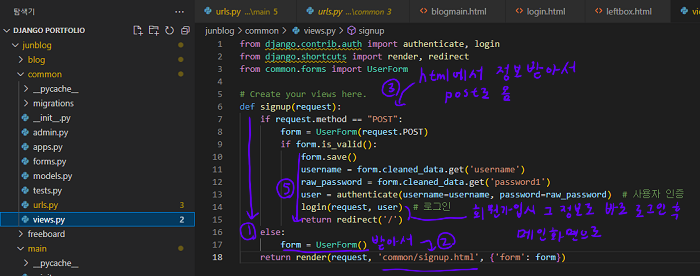 탐색기
DJANGO PORTFOLIO
junblog
blog
common
__pycache__
migrations
__init__.py
admin.py
apps.py
forms.py
models.py
tests.py
urls.py 3
views.py 2
freeboard
main
__pycache__
__init__.py
urls.py ...\main 5
urls.py ...\common 3
blogmain.html
login.html
leftbox.html
junblog > common > views.py > signup
1 from django.contrib.auth import authenticate, login
2 from django.shortcuts import render, redirect
3 from common.forms import UserForm
4
html에서 정보받아서
5 # Create your views here.
③ post로 옴
6 def signup(request):
7 if request.method == "POST":
8 form = UserForm(request.POST)
9 if form.is_valid():
10 form.save()
11 username = form.cleaned_data.get('username')
12 raw_password = form.cleaned_data.get('password1')
⑤
13 user = authenticate(username=username, password=raw_password) # 사용자 인증
14 login(request, user) # 로그인
15 return redirect('/')
회원가입시 그 정보로 바로 로그인 후
메인화면으로
①
16 else:
17 form = UserForm() 받아서 ②
18 return render(request, 'common/signup.html', {'form': form})